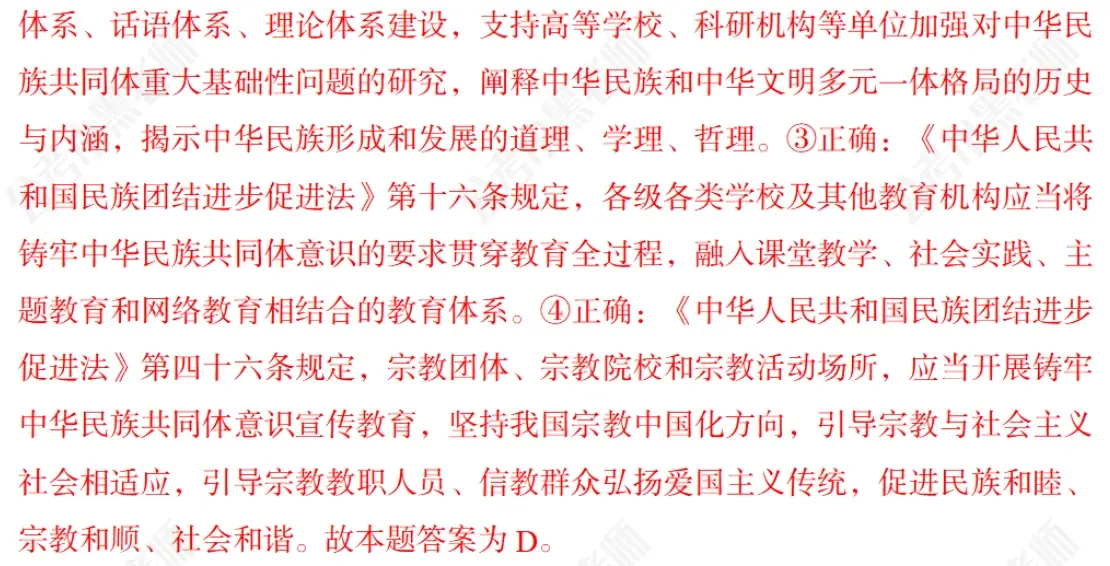 体系、话语体系、理论体系建设，支持高等学校、科研机构等单位加强对中华民
族共同体重大基础性问题的研究，阐释中华民族和中华文明多元一体格局的历史
与内涵，揭示中华民族形成和发展的道理、学理、哲理。③正确：《中华人民共
和国民族团结进步促进法》第十六条规定，各级各类学校及其他教育机构应当将
铸牢中华民族共同体意识的要求贯穿教育全过程，融入课堂教学、社会实践、主
题教育和网络教育相结合的教育体系。④正确：《中华人民共和国民族团结进步
促进法》第四十六条规定，宗教团体、宗教院校和宗教活动场所，应当开展铸牢
中华民族共同体意识宣传教育，坚持我国宗教中国化方向，引导宗教与社会主义
社会相适应，引导宗教教职人员、信教群众弘扬爱国主义传统，促进民族和睦、
宗教和顺、社会和谐。故本题答案为 D。